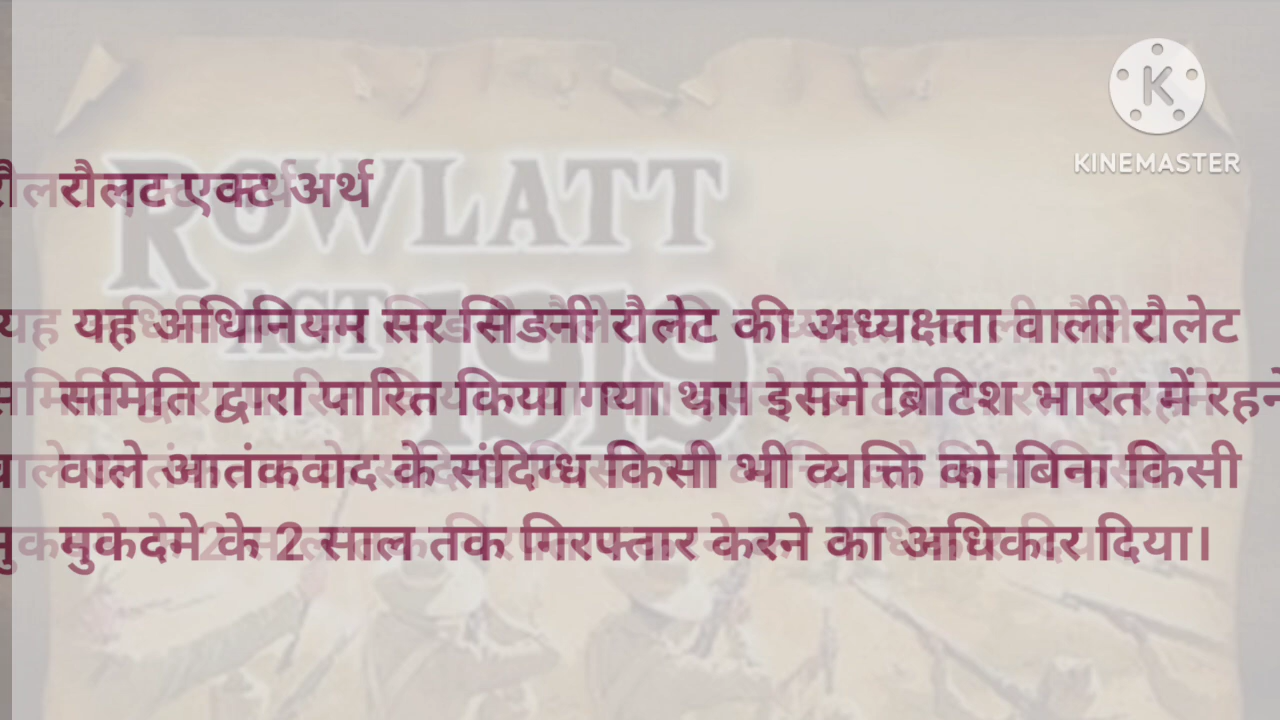 KINEMASTER
ROWLATT
ACT 1919
रौलट एक्ट अर्थ
यह अधिनियम सर सिडनी रौलेट की अध्यक्षता वाली रौलेट
समिति द्वारा पारित किया गया था। इसने ब्रिटिश भारत में रहने
वाले आतंकवाद के संदिग्ध किसी भी व्यक्ति को बिना किसी
मुकदमे के 2 साल तक गिरफ्तार करने का अधिकार दिया।